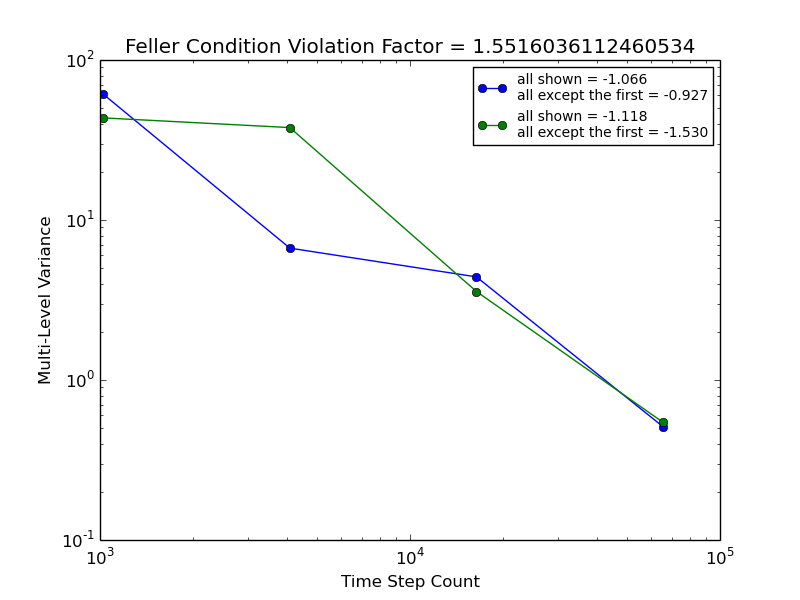 Feller Condition Violation Factor = 1.5516036112460534
all shown = -1.066
all except the first = -0.927
all shown = -1.118
all except the first = -1.530
Multi-Level Variance
10^2
10^1
10^0
10^-1
10^3
10^4
10^5
Time Step Count